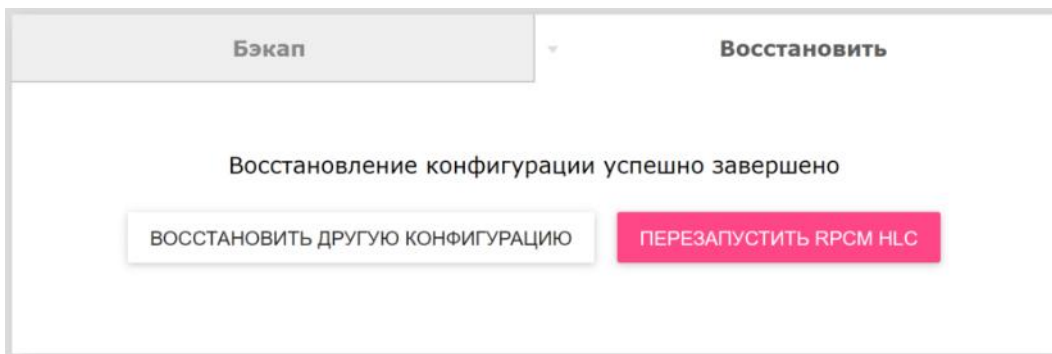 Бэкап
Восстановить
Восстановление конфигурации успешно завершено
ВОССТАНОВИТЬ ДРУГУЮ КОНФИГУРАЦИЮ
ПЕРЕЗАПУСТИТЬ RPCM HLC